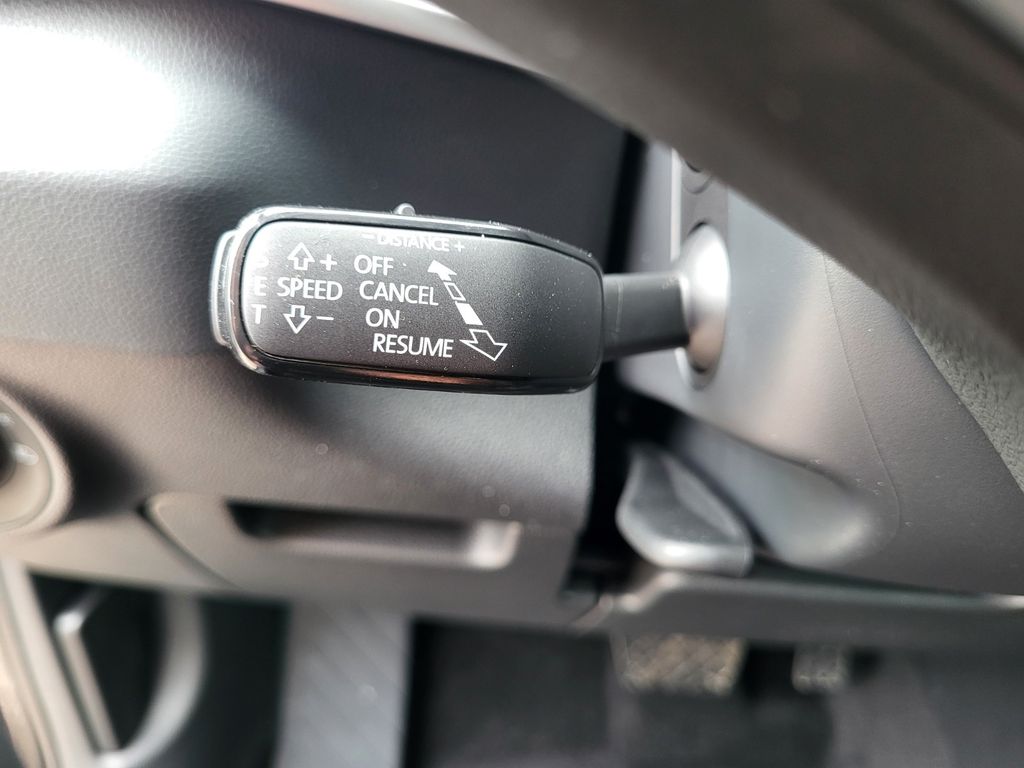 − DISTANCE +
S + OFF
E SPEED CANCEL
T − ON
RESUME